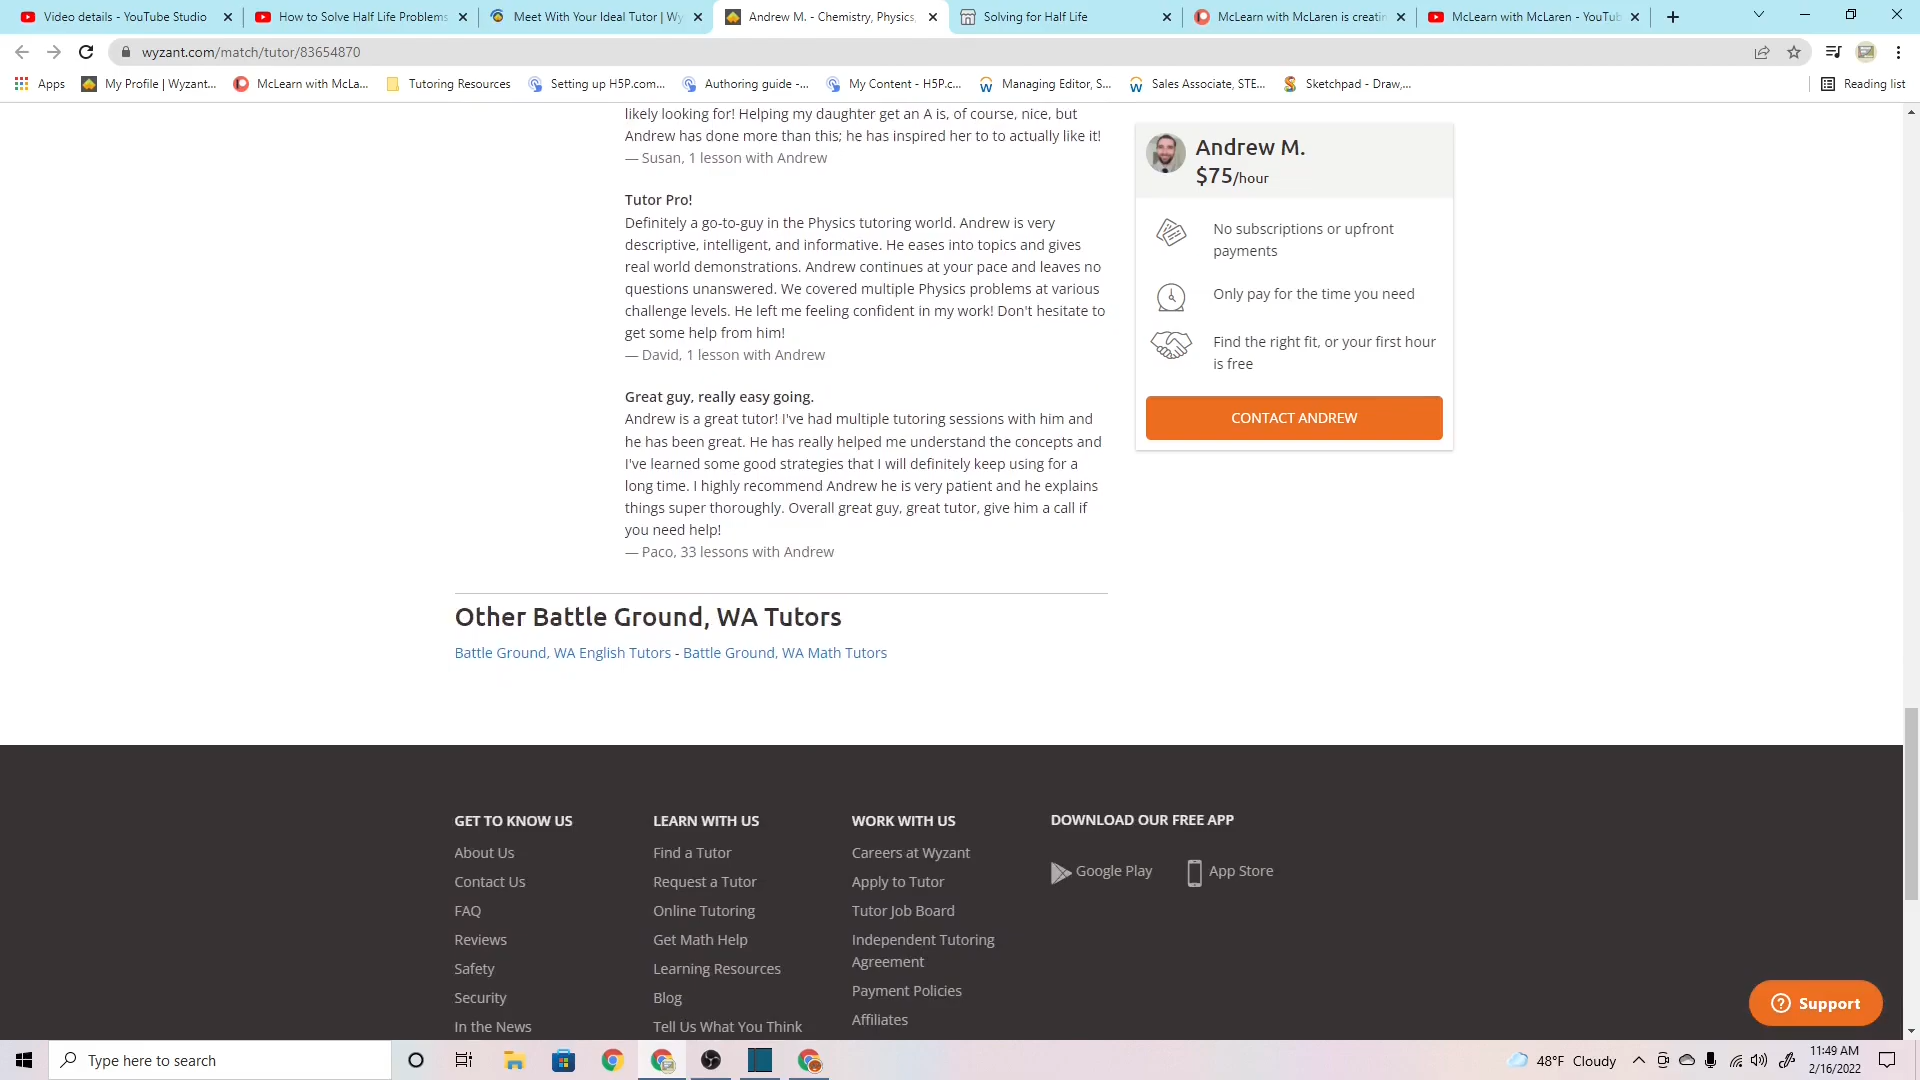 Video details - YouTube Studio
How to Solve Half Life Problems
Meet With Your Ideal Tutor | Wy
Andrew M. - Chemistry, Physics,
Solving for Half Life
McLearn with McLaren is creatin
McLearn with McLaren - YouTub
wyzant.com/match/tutor/83654870
Apps
My Profile | Wyzant...
McLearn with McLa...
Tutoring Resources
Setting up H5P.com...
Authoring guide -...
My Content - H5P.c...
Managing Editor, S...
Sales Associate, STE...
Sketchpad - Draw,...
Reading list
likely looking for! Helping my daughter get an A is, of course, nice, but
Andrew has done more than this; he has inspired her to to actually like it!
— Susan, 1 lesson with Andrew
Tutor Pro!
Definitely a go-to-guy in the Physics tutoring world. Andrew is very
descriptive, intelligent, and informative. He eases into topics and gives
real world demonstrations. Andrew continues at your pace and leaves no
questions unanswered. We covered multiple Physics problems at various
challenge levels. He left me feeling confident in my work! Don't hesitate to
get some help from him!
— David, 1 lesson with Andrew
Great guy, really easy going.
Andrew is a great tutor! I've had multiple tutoring sessions with him and
he has been great. He has really helped me understand the concepts and
I've learned some good strategies that I will definitely keep using for a
long time. I highly recommend Andrew he is very patient and he explains
things super thoroughly. Overall great guy, great tutor, give him a call if
you need help!
— Paco, 33 lessons with Andrew
Andrew M.
$75/hour
No subscriptions or upfront
payments
Only pay for the time you need
Find the right fit, or your first hour
is free
CONTACT ANDREW
Other Battle Ground, WA Tutors
Battle Ground, WA English Tutors - Battle Ground, WA Math Tutors
GET TO KNOW US
About Us
Contact Us
FAQ
Reviews
Safety
Security
In the News
LEARN WITH US
Find a Tutor
Request a Tutor
Online Tutoring
Get Math Help
Learning Resources
Blog
Tell Us What You Think
WORK WITH US
Careers at Wyzant
Apply to Tutor
Tutor Job Board
Independent Tutoring
Agreement
Payment Policies
Affiliates
DOWNLOAD OUR FREE APP
Google Play
App Store
Support
Type here to search
48°F Cloudy
11:49 AM
2/16/2022